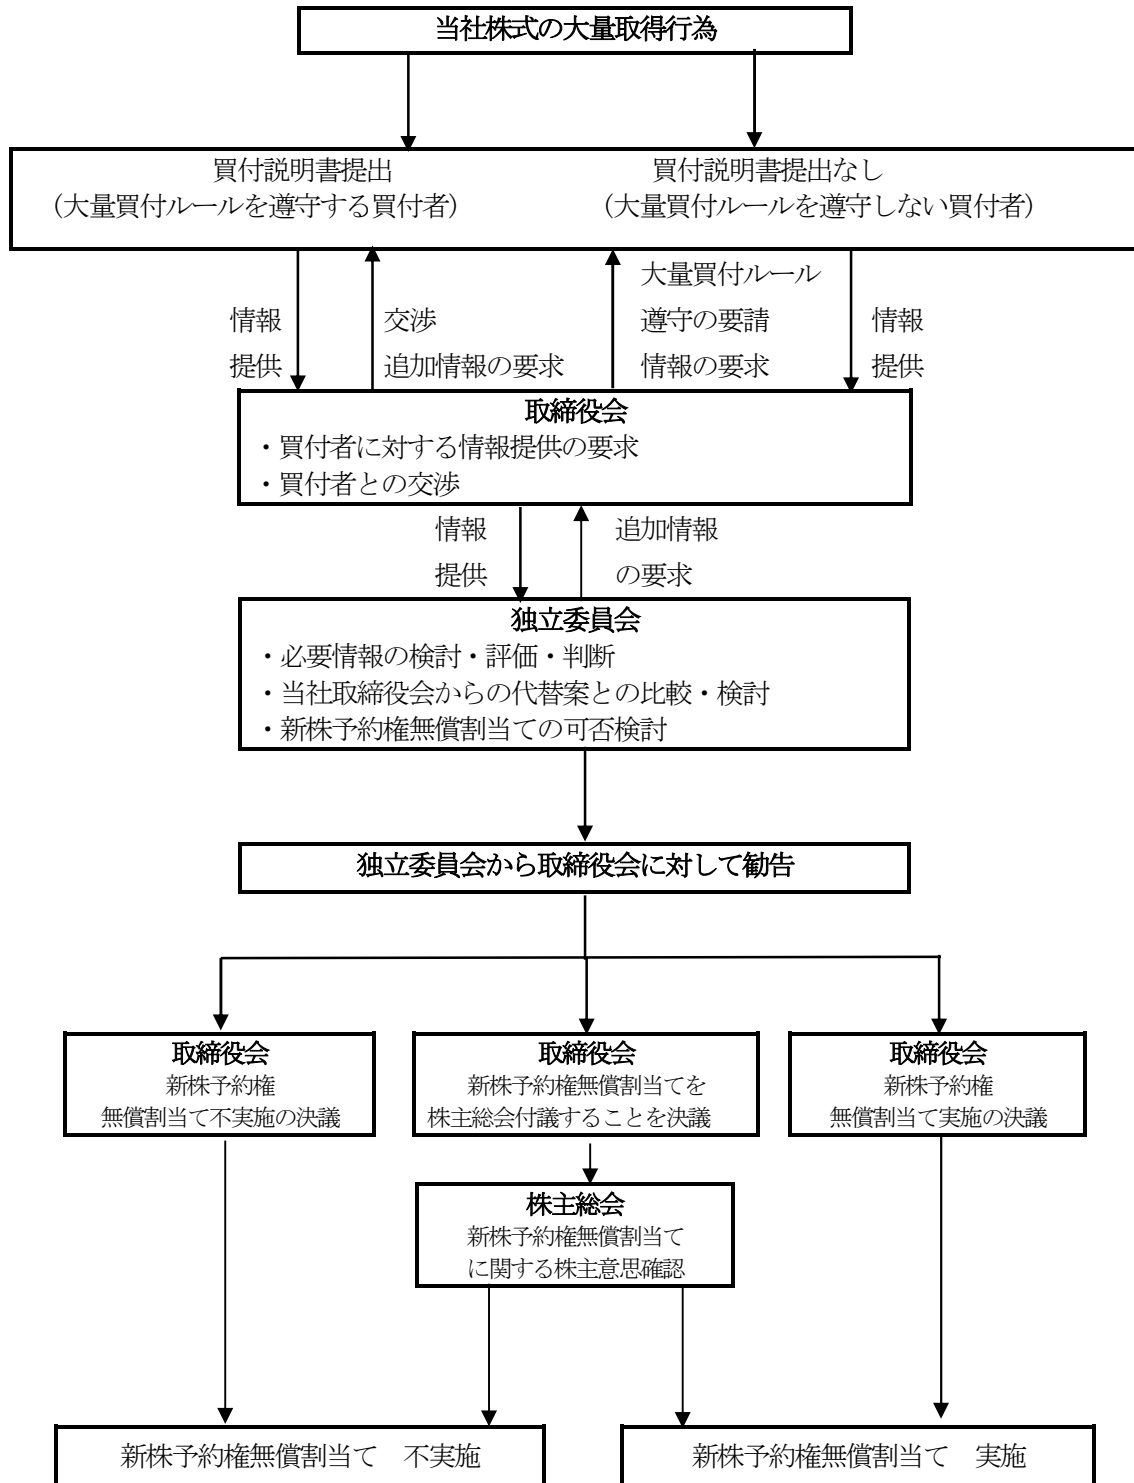 当社株式の大量取得行為
買付説明書提出
（大量買付ルールを遵守する買付者）
買付説明書提出なし
（大量買付ルールを遵守しない買付者）
情報
提供
交渉
追加情報の要求
大量買付ルール
遵守の要請
情報の要求
情報
提供
取締役会
・買付者に対する情報提供の要求
・買付者との交渉
情報
提供
追加情報
の要求
独立委員会
・必要情報の検討・評価・判断
・当社取締役会からの代替案との比較・検討
・新株予約権無償割当ての可否検討
独立委員会から取締役会に対して勧告
取締役会
新株予約権
無償割当て不実施の決議
取締役会
新株予約権無償割当てを
株主総会付議することを決議
取締役会
新株予約権
無償割当て実施の決議
株主総会
新株予約権無償割当て
に関する株主意思確認
新株予約権無償割当て　不実施
新株予約権無償割当て　実施